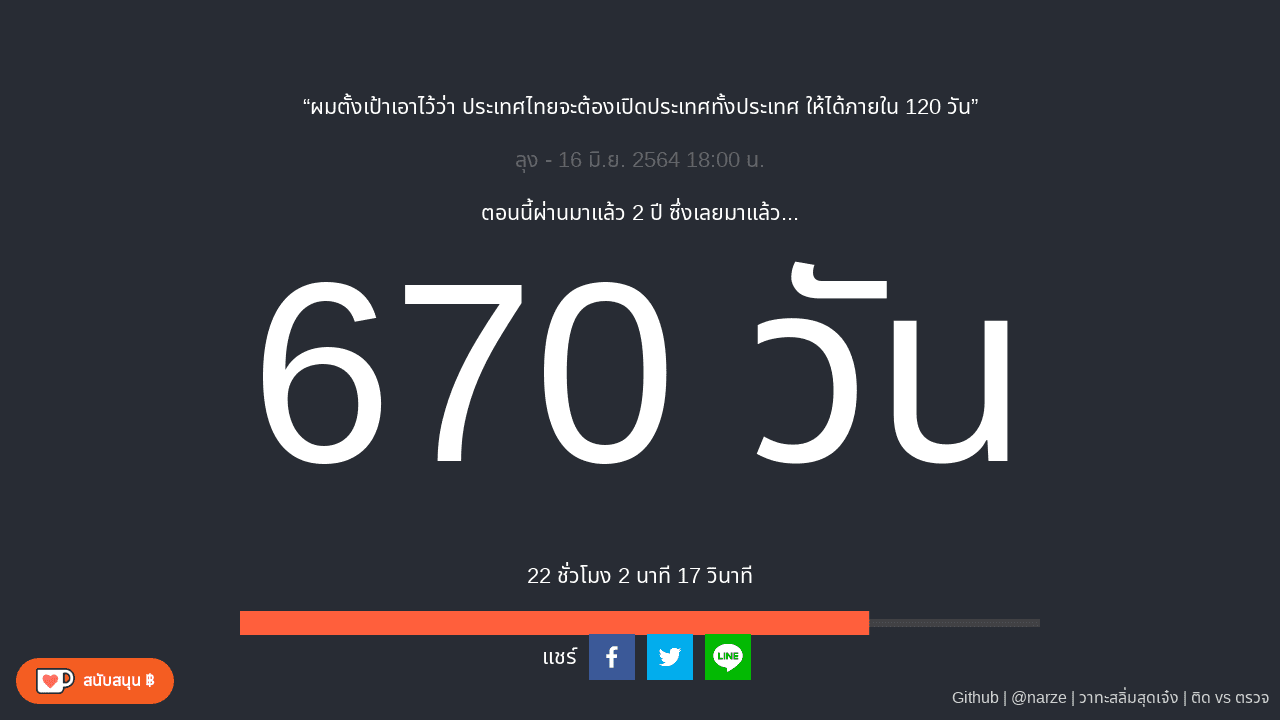 “ผมตั้งเป้าเอาไว้ว่า ประเทศไทยจะต้องเปิดประเทศทั้งประเทศ ให้ได้ภายใน 120 วัน”
ลุง - 16 มิ.ย. 2564 18:00 น.
ตอนนี้ผ่านมาแล้ว 2 ปี ซึ่งเลยมาแล้ว...
670 วัน
22 ชั่วโมง 2 นาที 17 วินาที
แชร์
LINE
สนับสนุน ฿
Github | @narze | วาทะสลิ่มสุดเจ๋ง | ติด vs ตรวจ